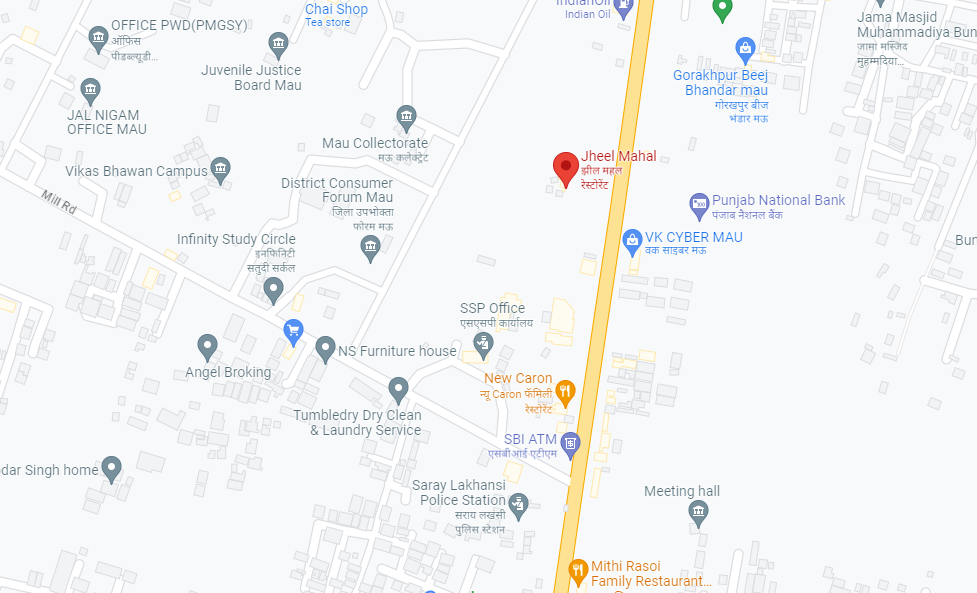 Chai Shop
Tea store
IndianOil
Indian Oil
Jama Masjid
Muhammadiya Bun
जामा मस्जिद
मुहम्मदिया...
OFFICE PWD(PMGSY)
ऑफिस
पीडब्ल्यूडी...
Juvenile Justice
Board Mau
Gorakhpur Beej
Bhandar mau
गोरखपुर बीज
भंडार मऊ
JAL NIGAM
OFFICE MAU
Mau Collectorate
मऊ कलेक्ट्रेट
Jheel Mahal
झील महल
रेस्टोरेंट
Vikas Bhawan Campus
District Consumer
Forum Mau
जिला उपभोक्ता
फोरम मऊ
Mill Rd
Punjab National Bank
पंजाब नैशनल बैंक
Infinity Study Circle
इनफिनिटी
सतुदी सर्कल
VK CYBER MAU
वक साइबर मऊ
Bun
SSP Office
एसएसपी कार्यालय
NS Furniture house
Angel Broking
New Caron
न्यू Caron फॅमिली
रेस्टोरेंट
Tumbledry Dry Clean
& Laundry Service
SBI ATM
एसबीआई एटीएम
dar Singh home
Saray Lakhansi
Police Station
सराय लखंसी
पुलिस स्टेशन
Meeting hall
Mithi Rasoi
Family Restaurant...